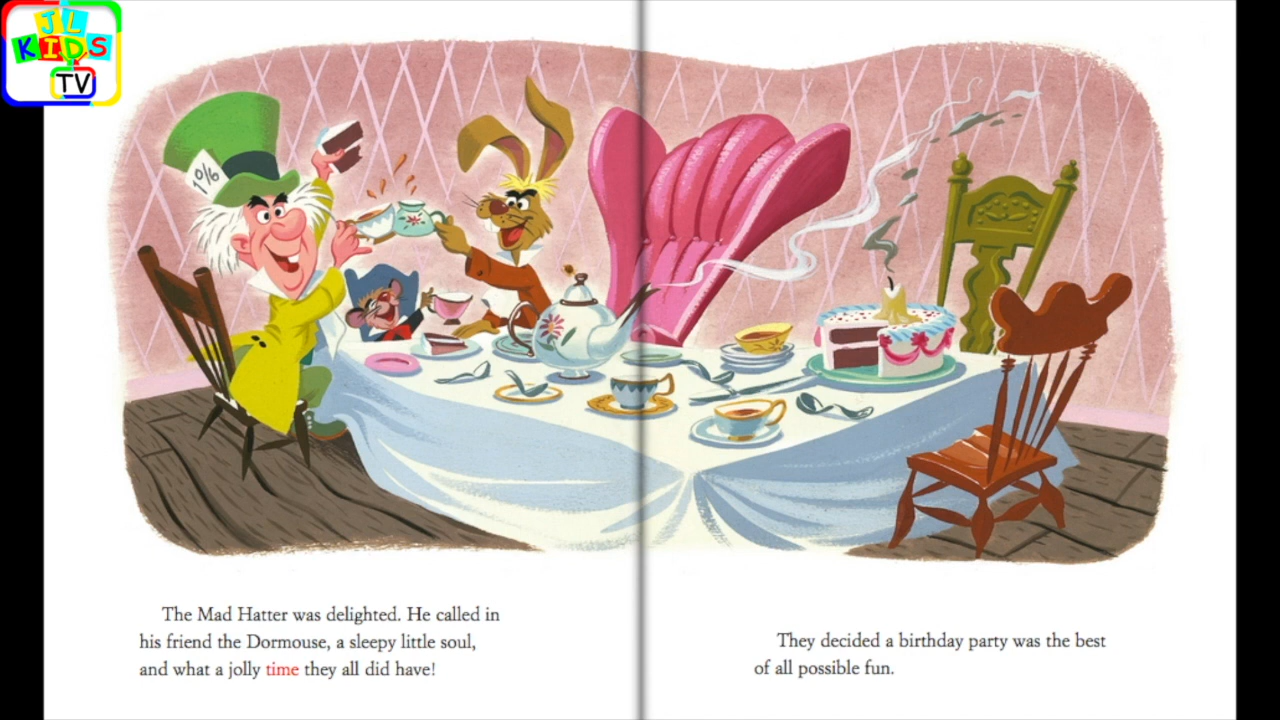 JL
KIDS
TV
10/6
The Mad Hatter was delighted. He called in
his friend the Dormouse, a sleepy little soul,
and what a jolly time they all did have!
They decided a birthday party was the best
of all possible fun.